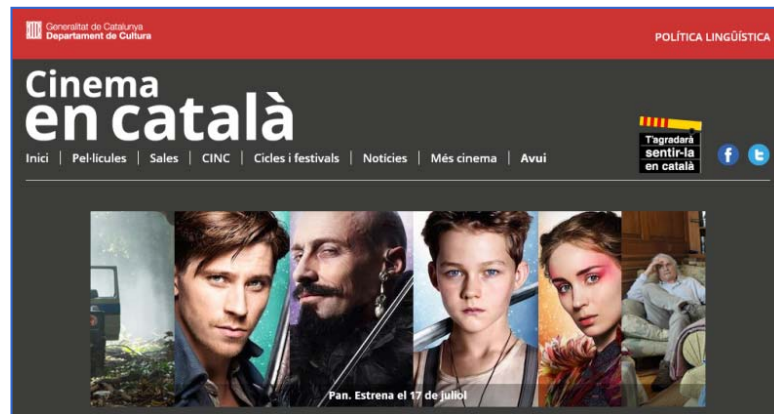 Generalitat de Catalunya
Departament de Cultura
POLÍTICA LINGÜÍSTICA
Cinema
en català
T'agradarà
sentir-la
en català
Inici | Pel·lícules | Sales | CINC | Cicles i festivals | Notícies | Més cinema | Avui
Pan. Estrena el 17 de juliol